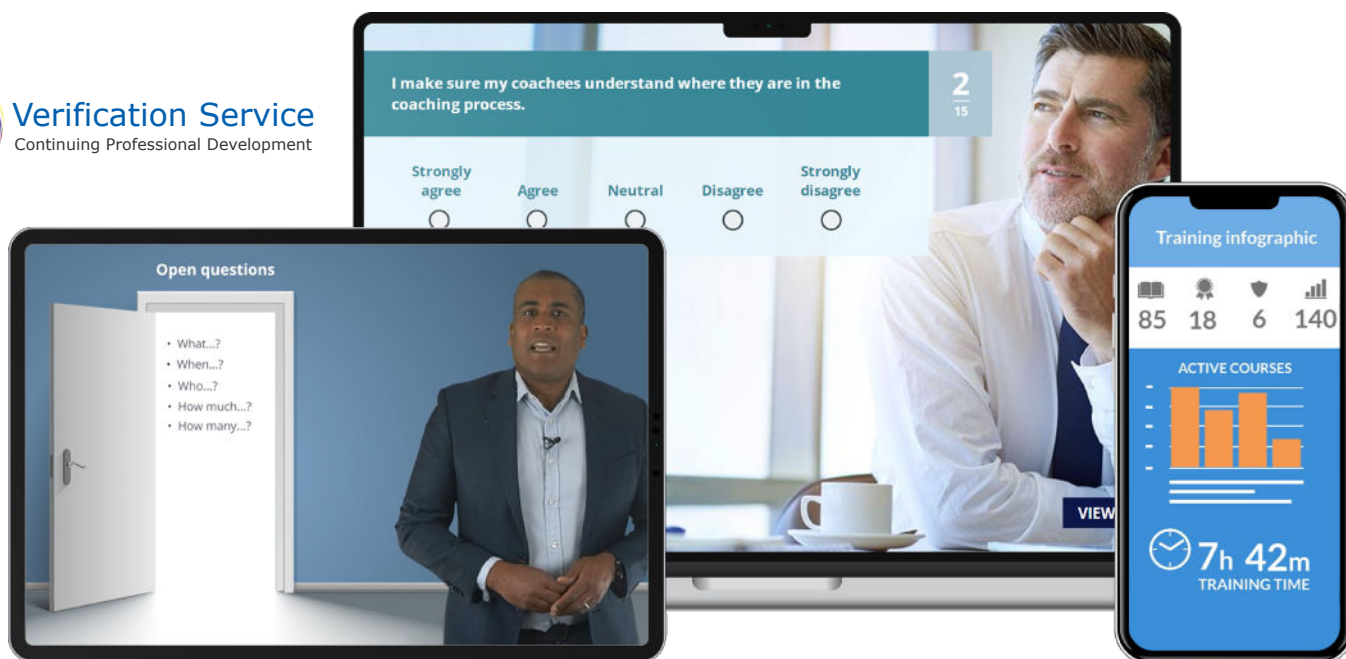 Verification Service
Continuing Professional Development
I make sure my coachees understand where they are in the
coaching process.
2
15
Strongly
agree
Agree
Neutral
Disagree
Strongly
disagree
VIEW
Open questions
• What...?
• When...?
• Who...?
• How much...?
• How many...?
Training infographic
85 18 6 140
ACTIVE COURSES
7h 42m
TRAINING TIME